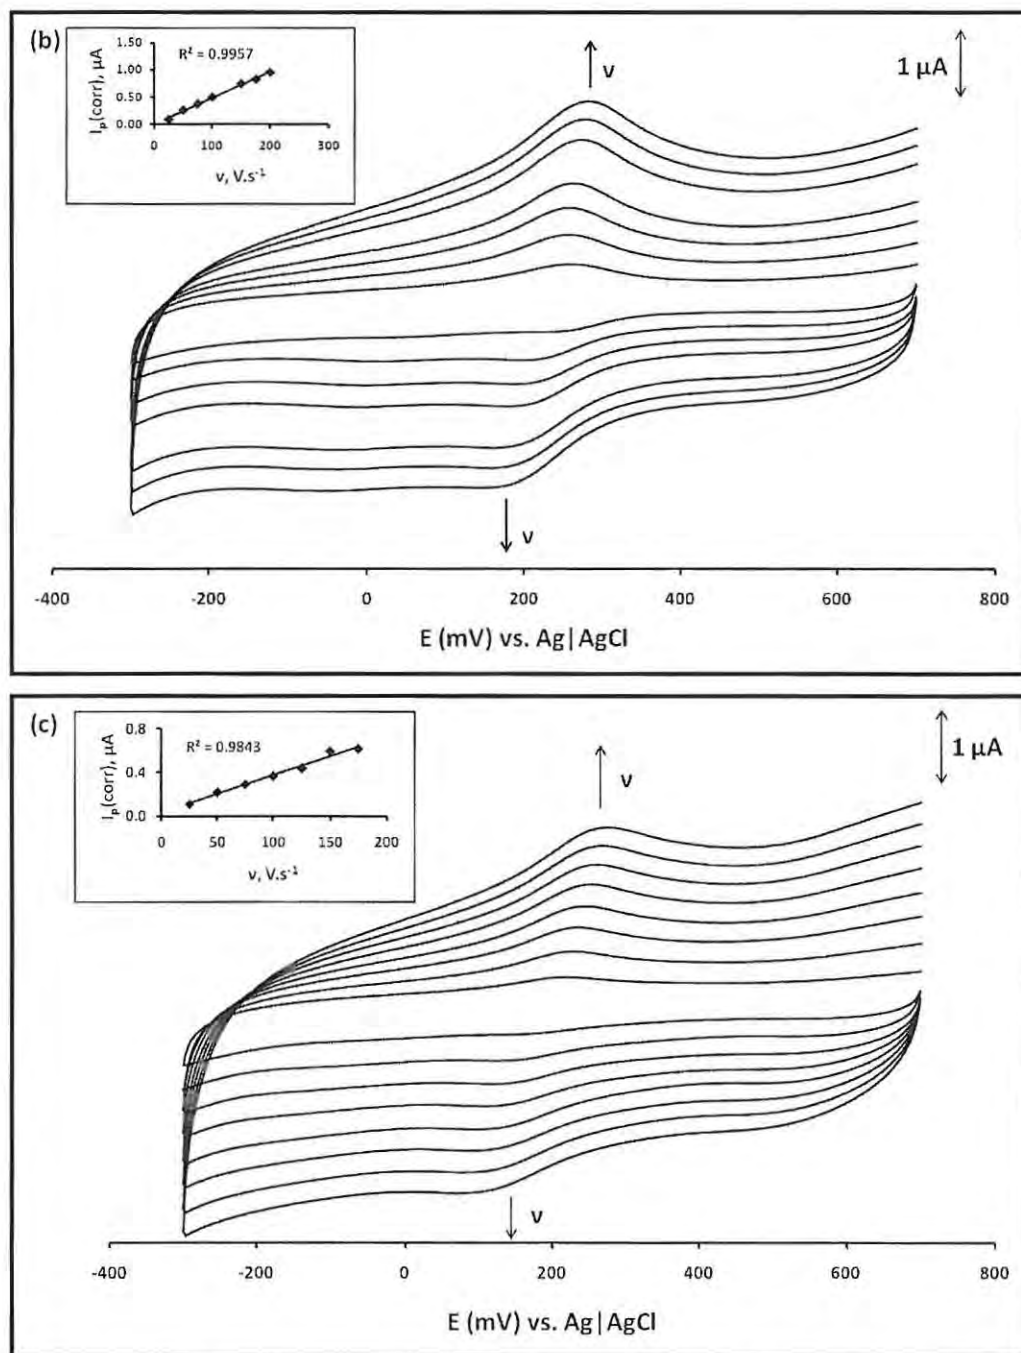 (b)
R² = 0.9957
Iₚ(corr), µA
1.50
1.00
0.50
0.00
0 100 200 300
ν, V.s⁻¹
ν
1 µA
ν
-400 -200 0 200 400 600 800
E (mV) vs. Ag|AgCl
(c)
R² = 0.9843
Iₚ(corr), µA
0.8
0.4
0.0
0 50 100 150 200
ν, V.s⁻¹
ν
1 µA
ν
-400 -200 0 200 400 600 800
E (mV) vs. Ag|AgCl